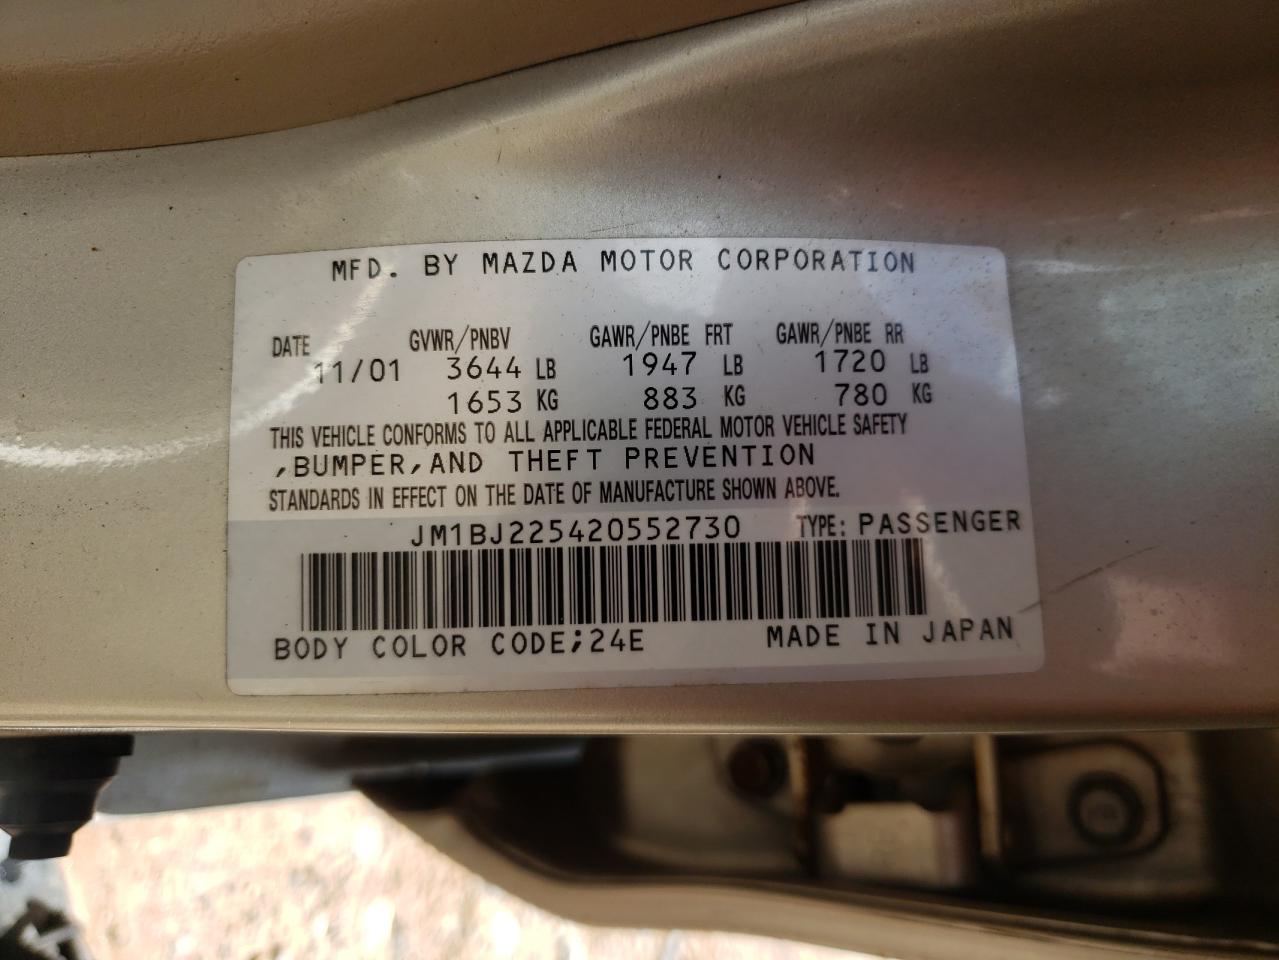 MFD. BY MAZDA MOTOR CORPORATION
DATE GVWR/PNBV GAWR/PNBE FRT GAWR/PNBE RR
11/01 3644 LB 1947 LB 1720 LB
1653 KG 883 KG 780 KG
THIS VEHICLE CONFORMS TO ALL APPLICABLE FEDERAL MOTOR VEHICLE SAFETY
,BUMPER,AND THEFT PREVENTION
STANDARDS IN EFFECT ON THE DATE OF MANUFACTURE SHOWN ABOVE.
JM1BJ225420552730 TYPE: PASSENGER
BODY COLOR CODE;24E MADE IN JAPAN